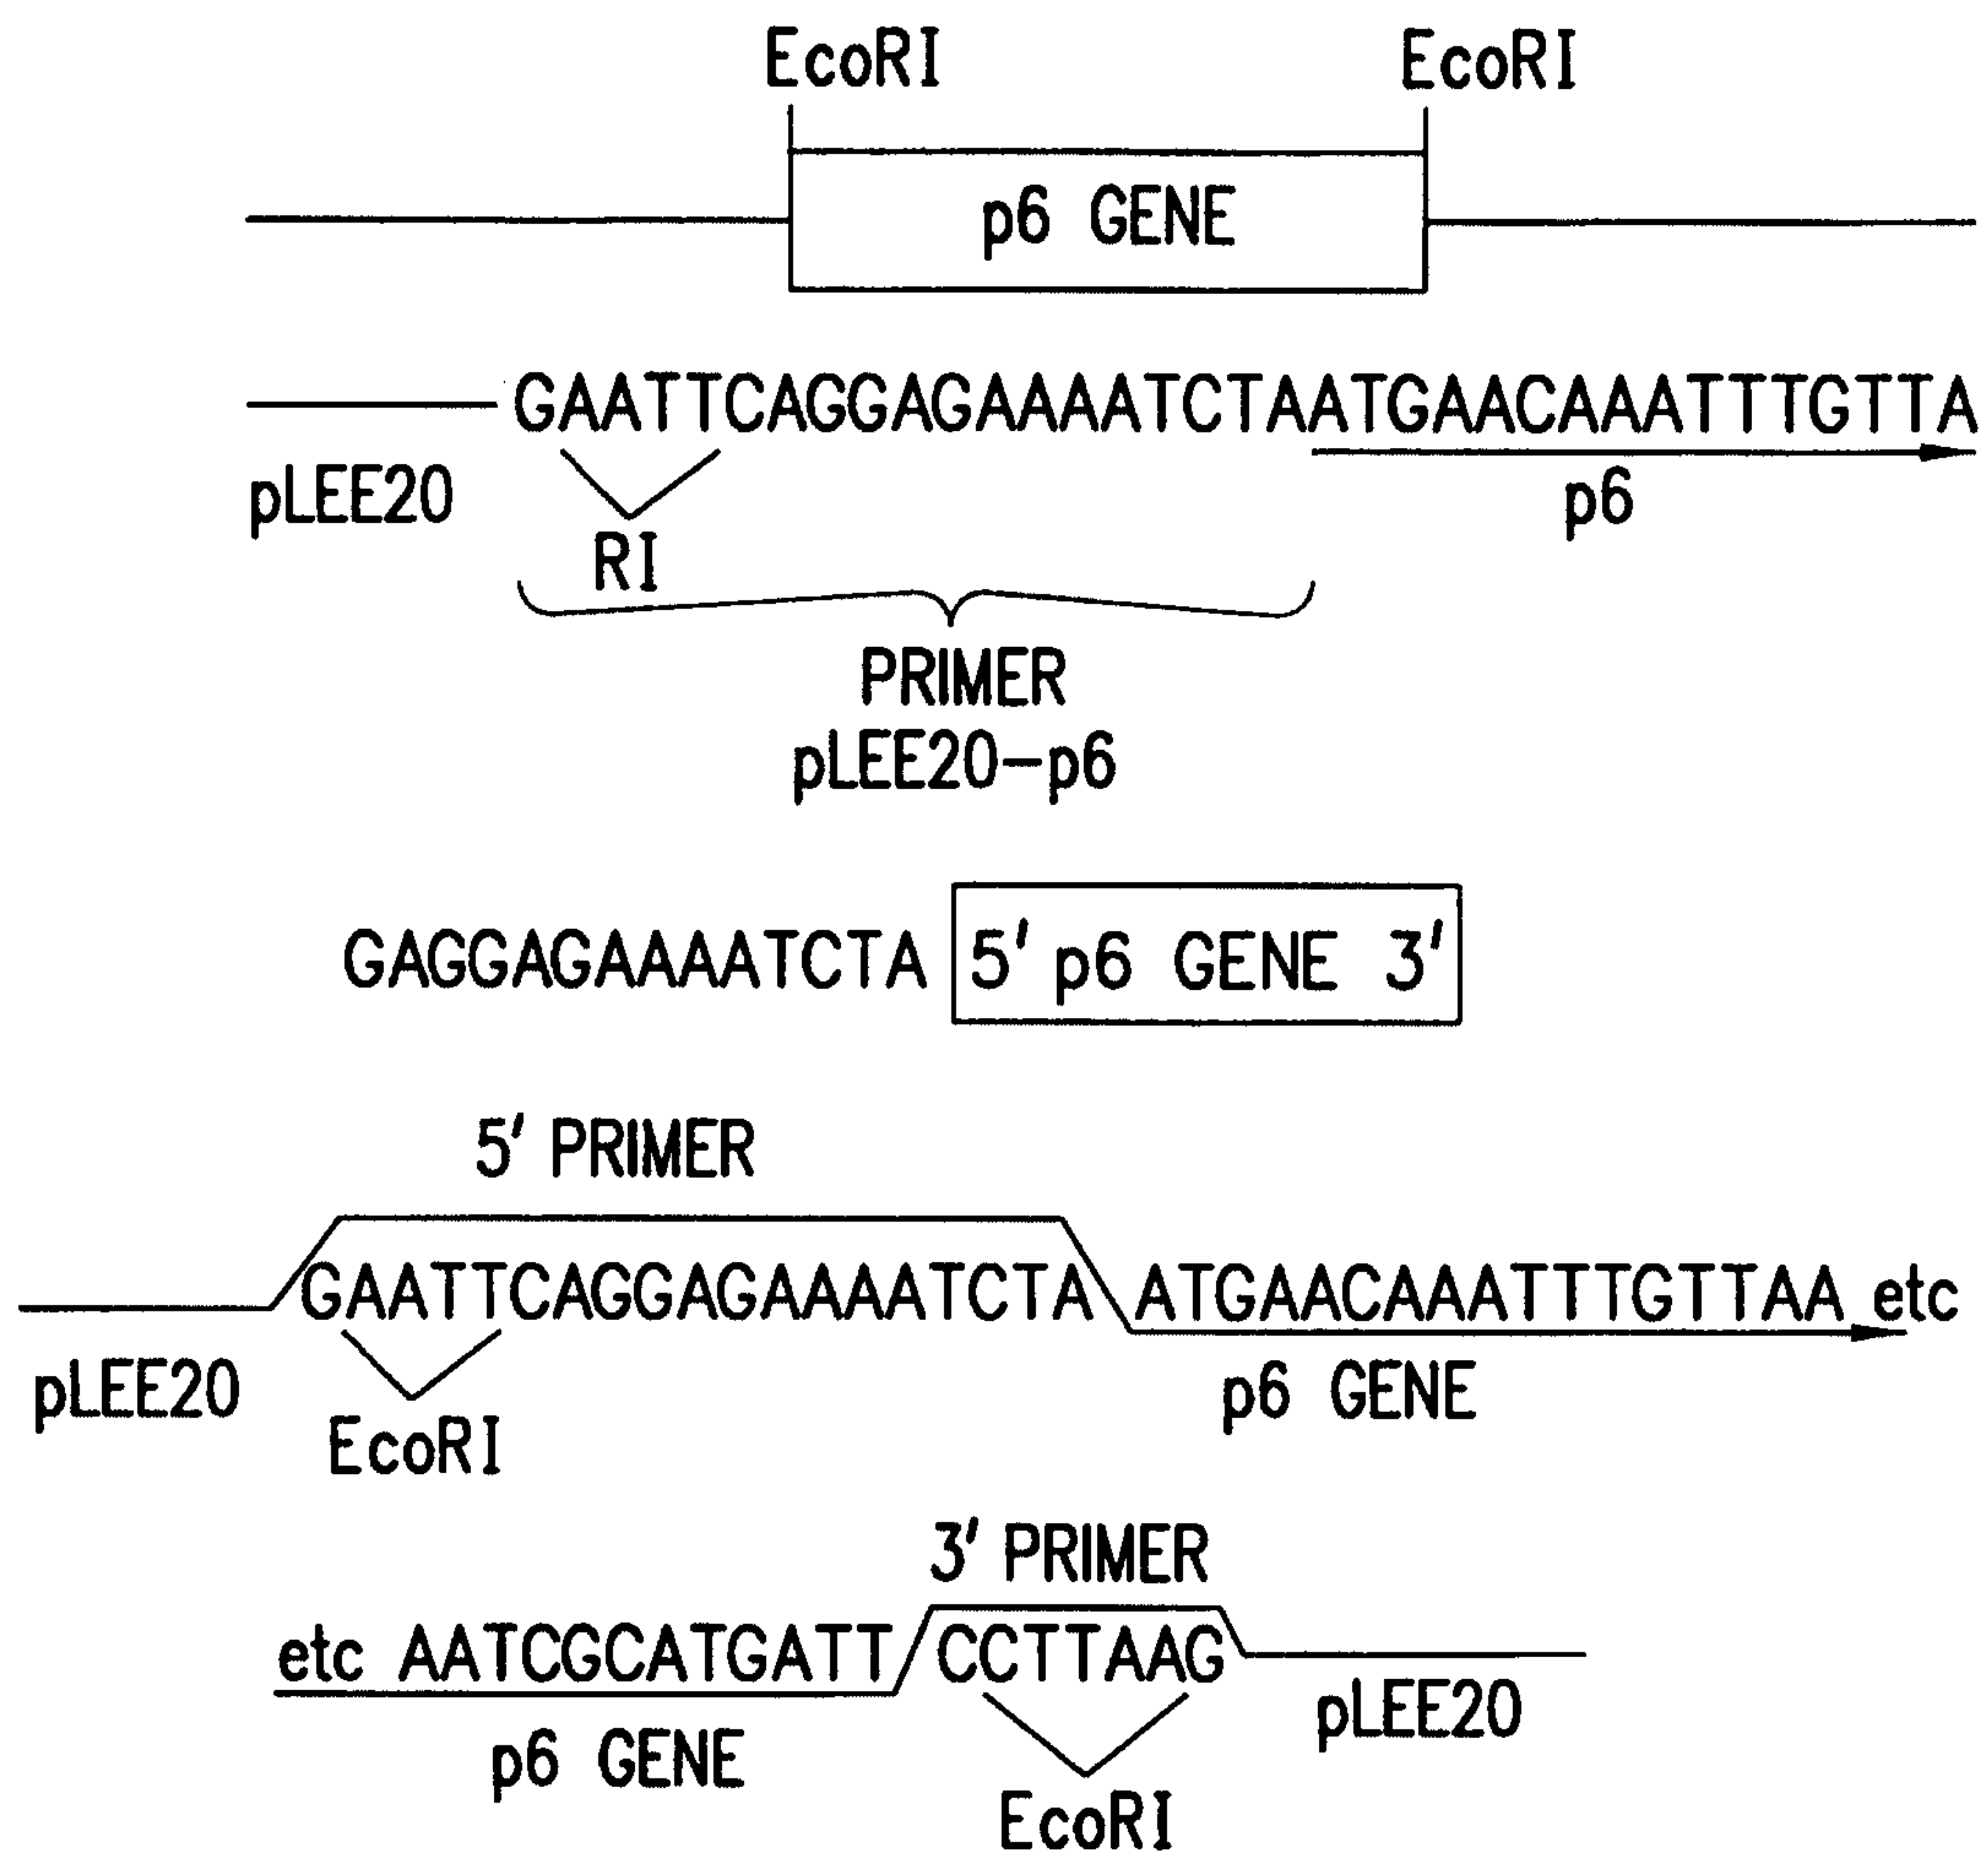 EcoRI EcoRI
p6 GENE
GAATTCAGGAGAAAATCTAATGAACAAATTTGTTA
pLEE20 p6
RI
PRIMER
pLEE20-p6
GAGGAGAAAATCTA 5' p6 GENE 3'
5' PRIMER
GAATTCAGGAGAAAATCTA ATGAACAAATTTGTTAA etc
pLEE20 p6 GENE
EcoRI
3' PRIMER
etc AATCGCATGATT CCTTAAG
pLEE20
p6 GENE
EcoRI